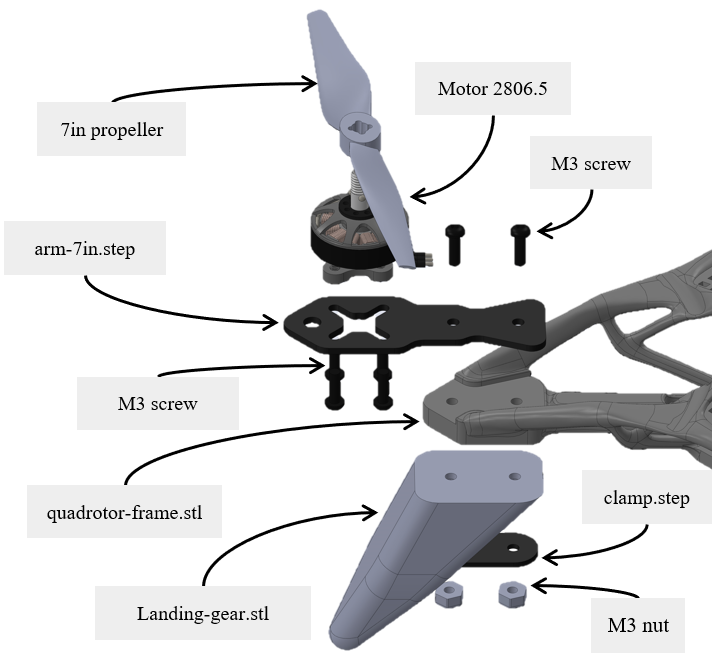 Motor 2806.5
7in propeller
M3 screw
arm-7in.step
M3 screw
quadrotor-frame.stl
clamp.step
Landing-gear.stl
M3 nut